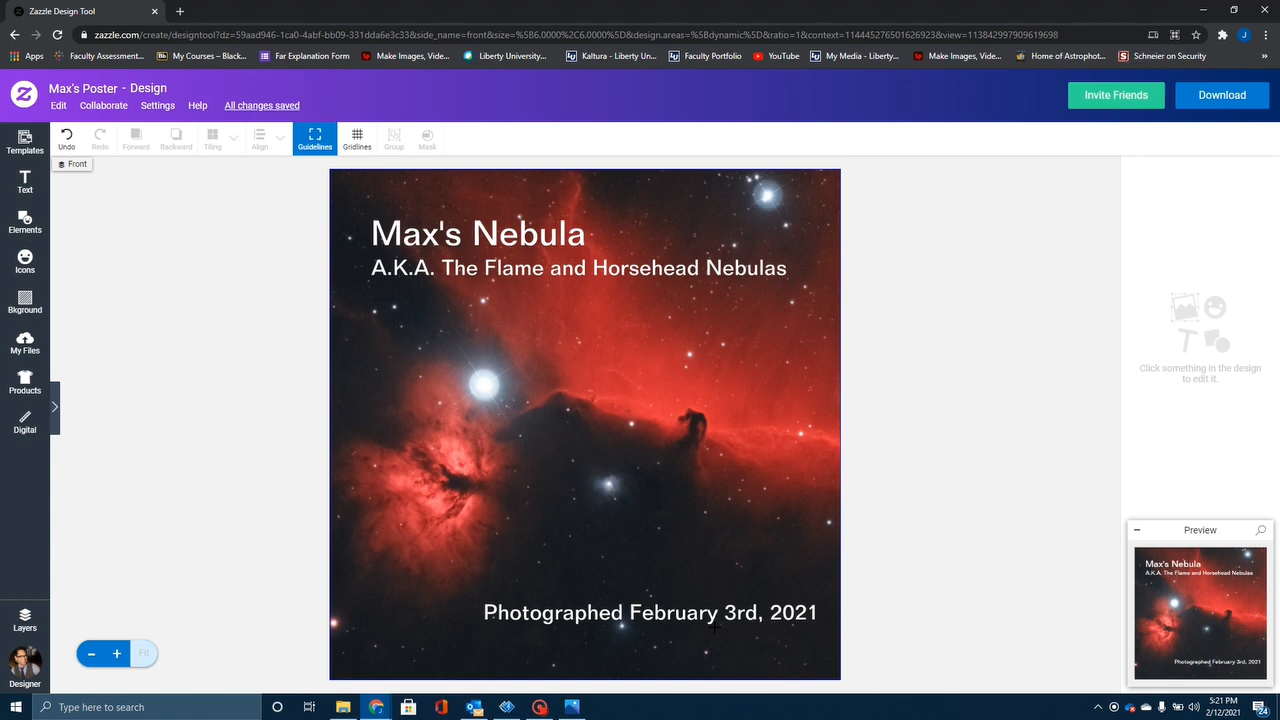 Zazzle Design Tool
zazzle.com/create/designtool?dz=59aad946-1ca0-4abf-bb09-331dda6e3c33&side_name=front&size=%5B6.0000%2C6.0000%5D&design.areas=%5Bdynamic%5D&ratio=1&context=114445276501626923&view=113842997909619698
Apps
Faculty Assignment...
My Courses – Black...
Far Explanation Form
Make Images, Vide...
Liberty University...
Kaltura - Liberty Un...
Faculty Portfolio
YouTube
My Media - Liberty...
Make Images, Vide...
Home of Astrophot...
Schneier on Security
Max's Poster - Design
Edit Collaborate Settings Help All changes saved
Invite Friends
Download
Undo Redo Forward Backward Tiling Align Guidelines Gridlines Group Mask
Front
Templates
Text
Elements
Icons
Bkground
My Files
Products
Digital
Layers
Designer
Max's Nebula
A.K.A. The Flame and Horsehead Nebulas
Photographed February 3rd, 2021
Fit
Click something in the design
to edit it.
Preview
Max's Nebula
A.K.A. The Flame and Horsehead Nebulas
Photographed February 3rd, 2021
Type here to search
5:21 PM
2/12/2021
24